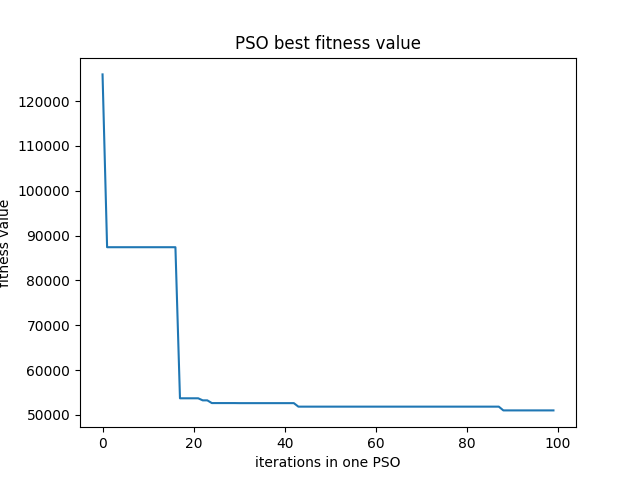 PSO best fitness value
120000
110000
100000
90000
80000
70000
60000
50000
fitness value
0 20 40 60 80 100
iterations in one PSO